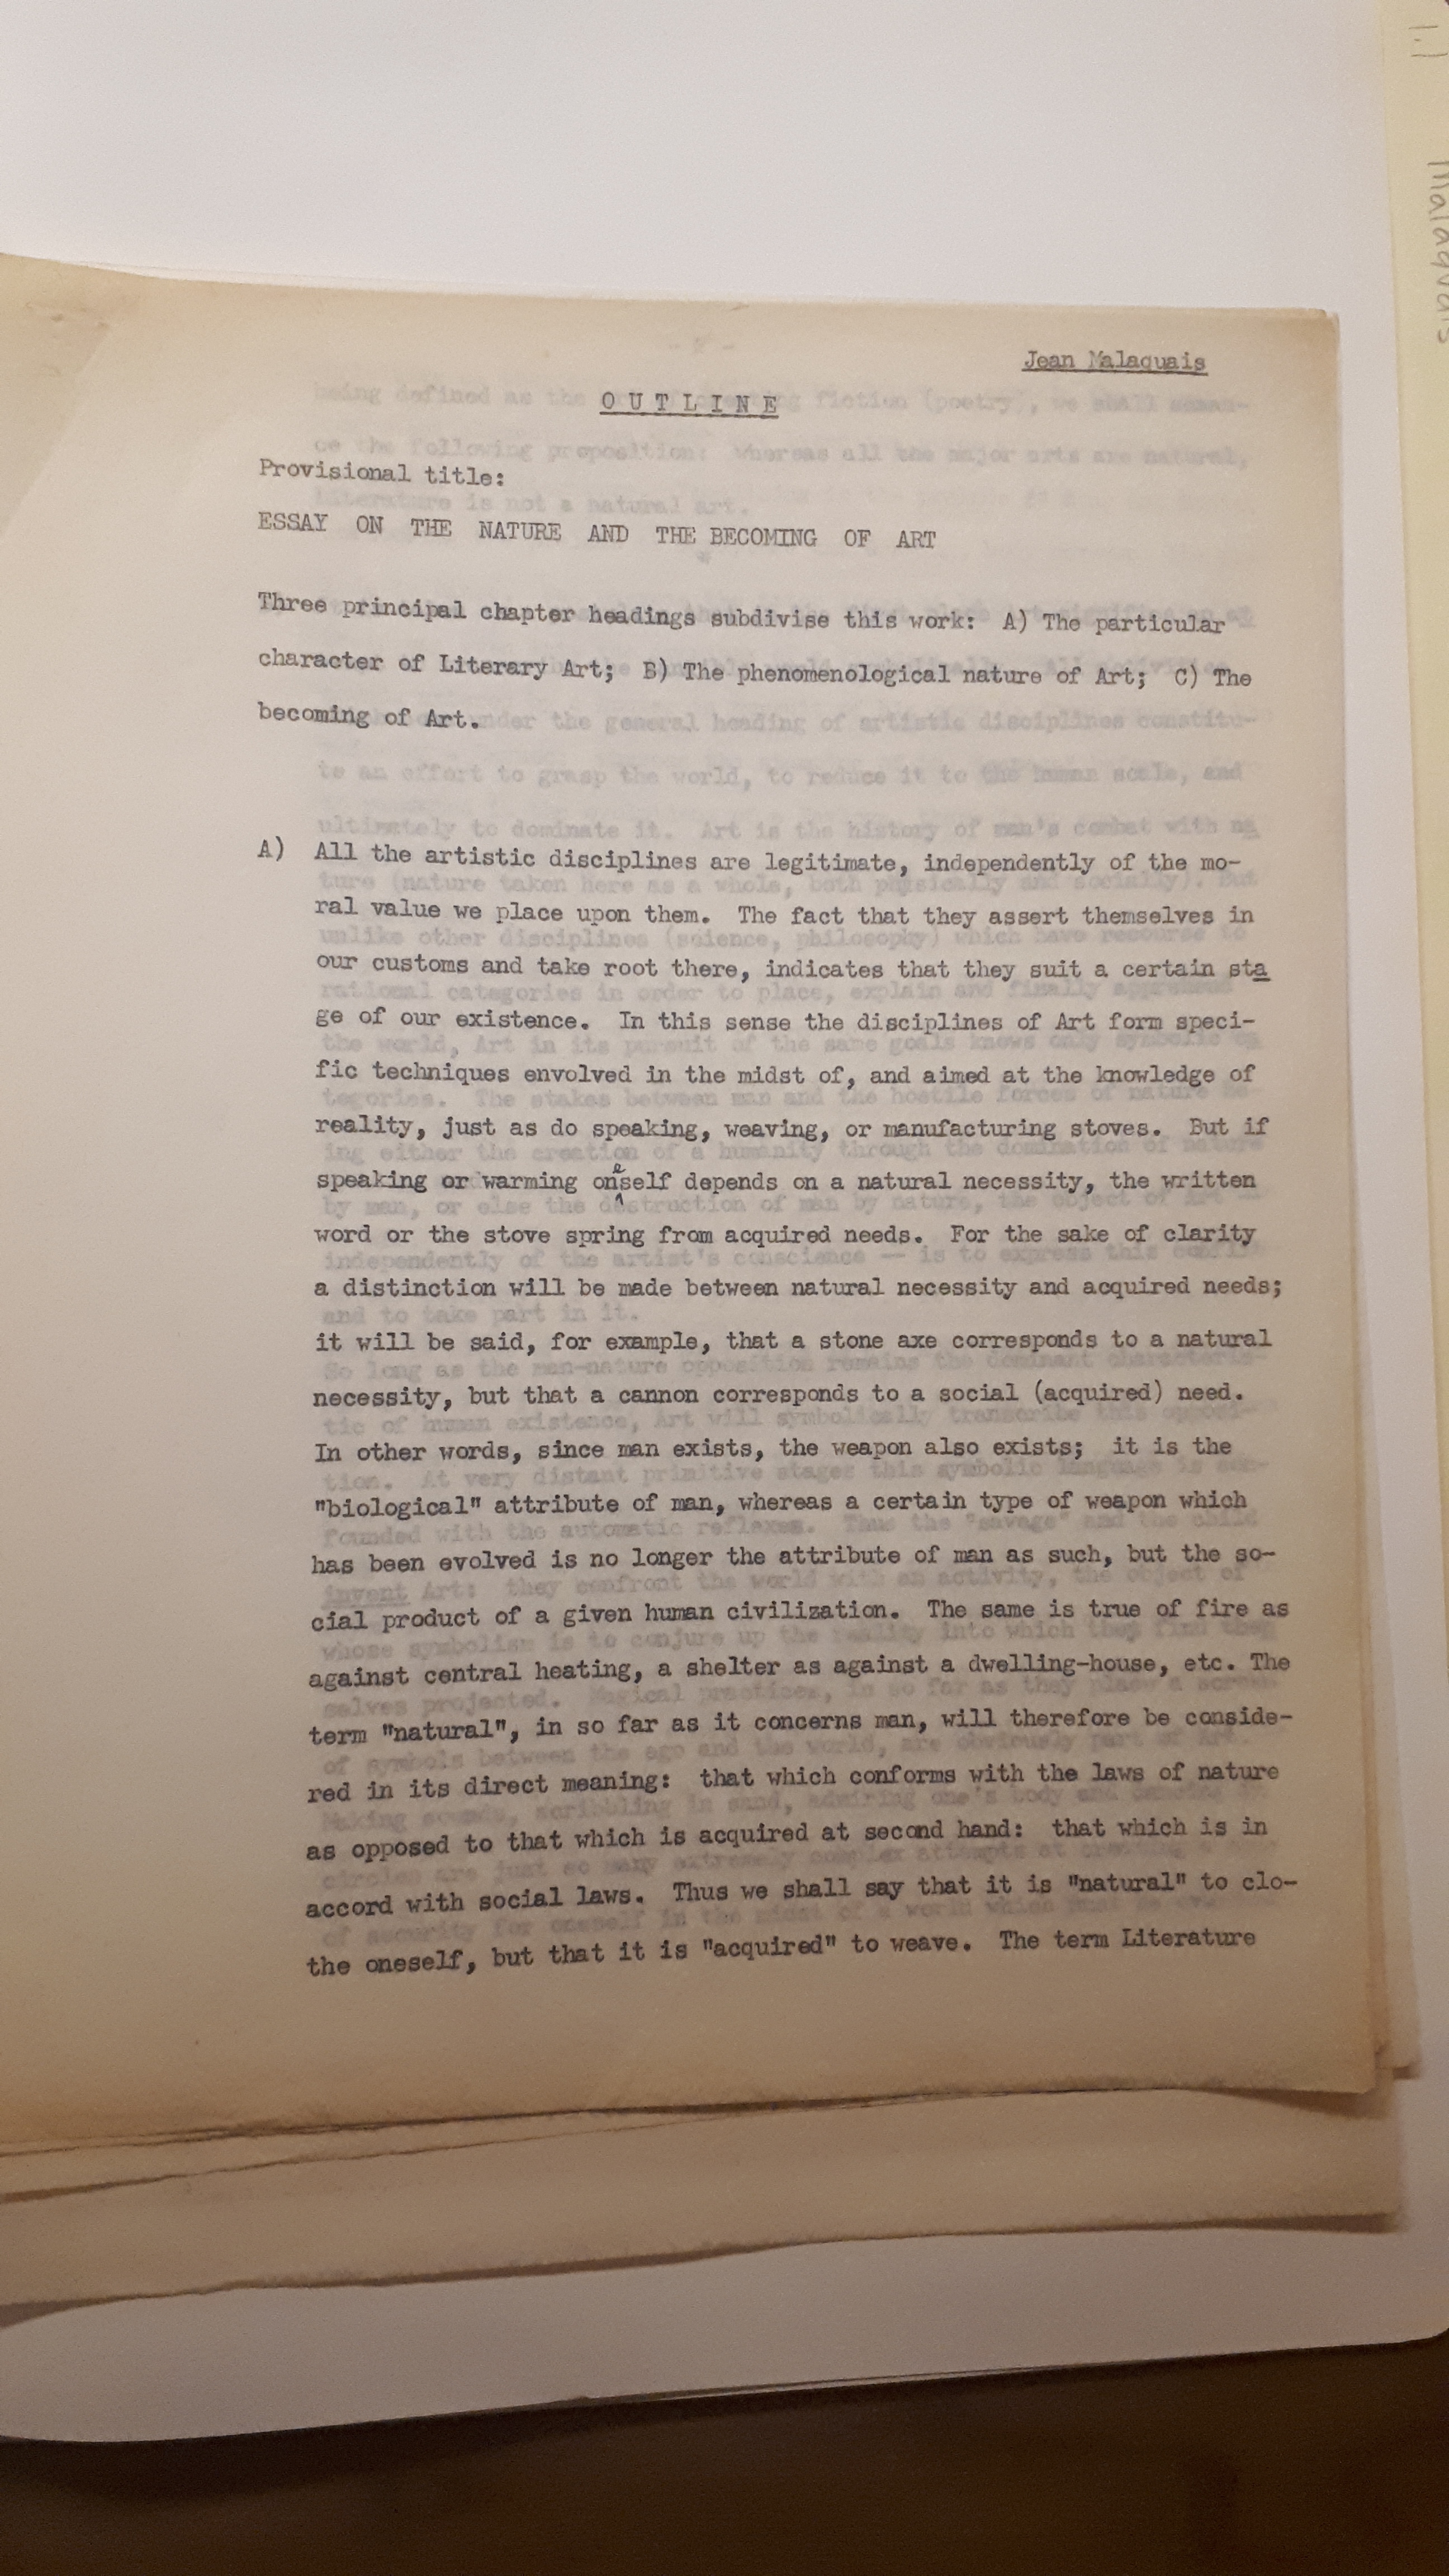 1.)
Malaquais
Jean Malaquais
O U T L I N E
Provisional title:
ESSAY ON THE NATURE AND THE BECOMING OF ART
Three principal chapter headings subdivise this work: A) The particular
character of Literary Art; B) The phenomenological nature of Art; C) The
becoming of Art.
A) All the artistic disciplines are legitimate, independently of the mo-
ral value we place upon them. The fact that they assert themselves in
our customs and take root there, indicates that they suit a certain sta
ge of our existence. In this sense the disciplines of Art form speci-
fic techniques envolved in the midst of, and aimed at the knowledge of
reality, just as do speaking, weaving, or manufacturing stoves. But if
speaking or warming oneself depends on a natural necessity, the written
word or the stove spring from acquired needs. For the sake of clarity
a distinction will be made between natural necessity and acquired needs;
it will be said, for example, that a stone axe corresponds to a natural
necessity, but that a cannon corresponds to a social (acquired) need.
In other words, since man exists, the weapon also exists; it is the
"biological" attribute of man, whereas a certain type of weapon which
has been evolved is no longer the attribute of man as such, but the so-
cial product of a given human civilization. The same is true of fire as
against central heating, a shelter as against a dwelling-house, etc. The
term "natural", in so far as it concerns man, will therefore be conside-
red in its direct meaning: that which conforms with the laws of nature
as opposed to that which is acquired at second hand: that which is in
accord with social laws. Thus we shall say that it is "natural" to clo-
the oneself, but that it is "acquired" to weave. The term Literature